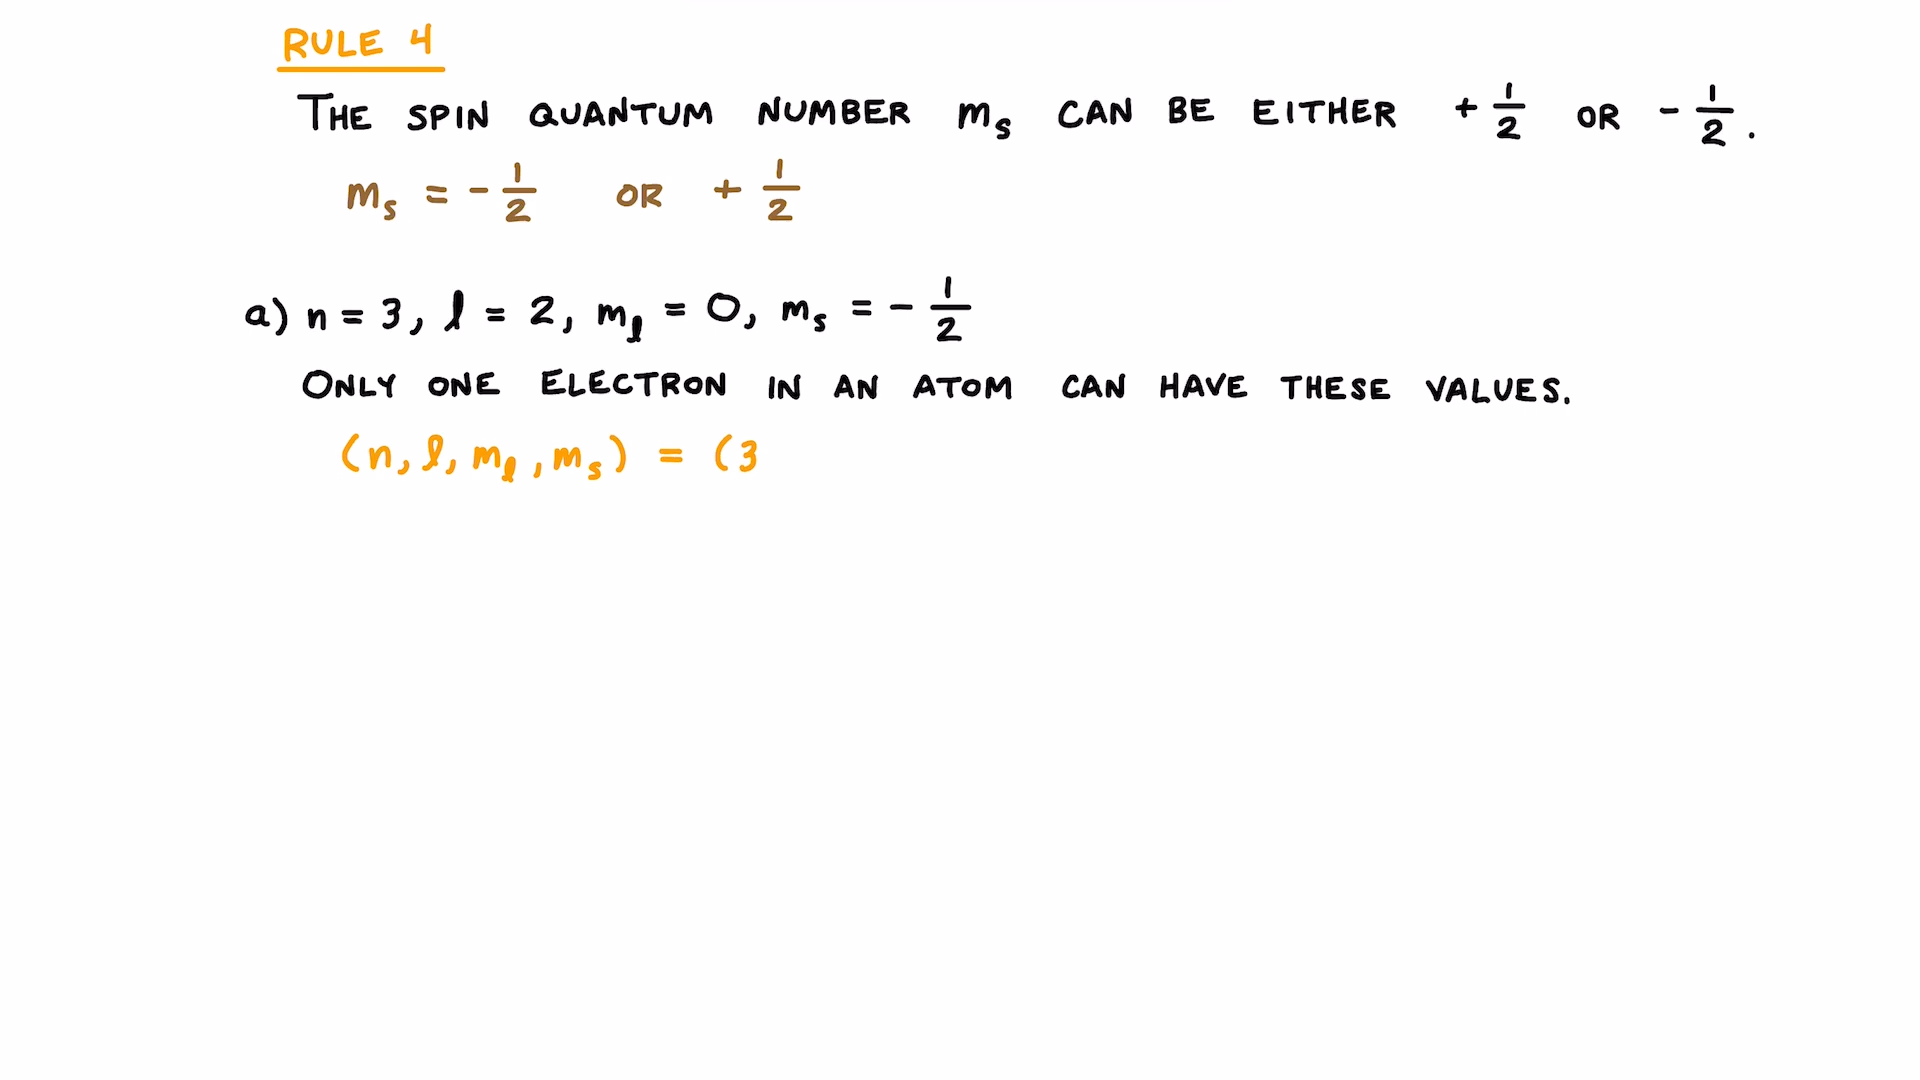 RULE 4
THE SPIN QUANTUM NUMBER mₛ CAN BE EITHER + 1/2 OR - 1/2.
mₛ = - 1/2 OR + 1/2
a) n = 3, l = 2, mₗ = 0, mₛ = - 1/2
ONLY ONE ELECTRON IN AN ATOM CAN HAVE THESE VALUES.
(n, l, mₗ, mₛ) = (3